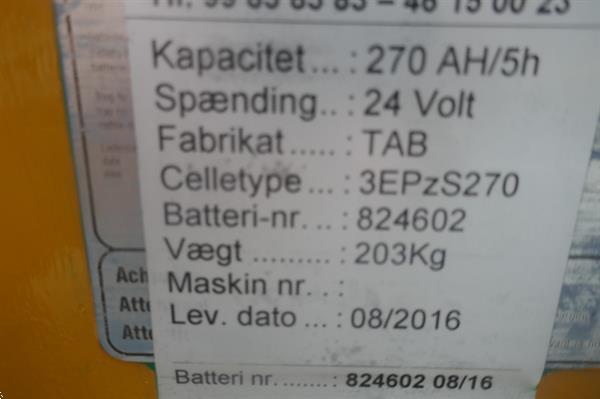 Kapacitet ... : 270 AH/5h
Spænding.. : 24 Volt
Fabrikat ..... : TAB
Celletype ... : 3EPzS270
Batteri-nr. .. : 824602
Vægt ......... : 203Kg
Maskin nr. . :
Lev. dato ... : 08/2016
Batteri nr. ....... : 824602 08/16